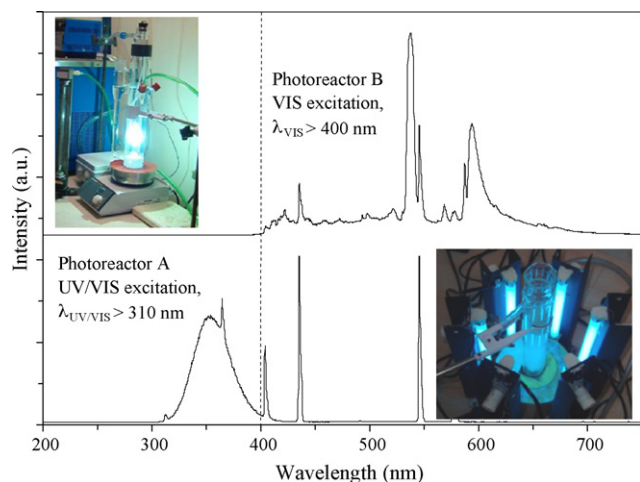 Photoreactor B
VIS excitation,
λVIS > 400 nm
Intensity (a.u.)
Photoreactor A
UV/VIS excitation,
λUV/VIS > 310 nm
200 300 400 500 600 700
Wavelength (nm)